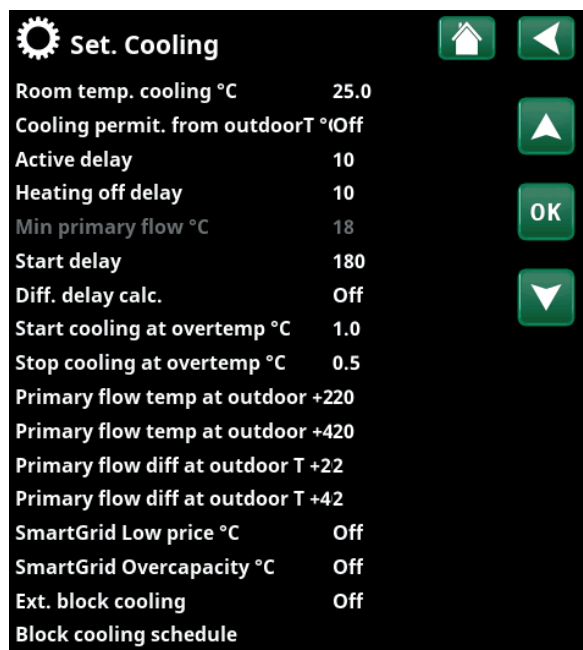 Set. Cooling
Room temp. cooling °C 25.0
Cooling permit. from outdoorT °(Off
Active delay 10
Heating off delay 10
OK
Min primary flow °C 18
Start delay 180
Diff. delay calc. Off
Start cooling at overtemp °C 1.0
Stop cooling at overtemp °C 0.5
Primary flow temp at outdoor +220
Primary flow temp at outdoor +420
Primary flow diff at outdoor T +22
Primary flow diff at outdoor T +42
SmartGrid Low price °C Off
SmartGrid Overcapacity °C Off
Ext. block cooling Off
Block cooling schedule